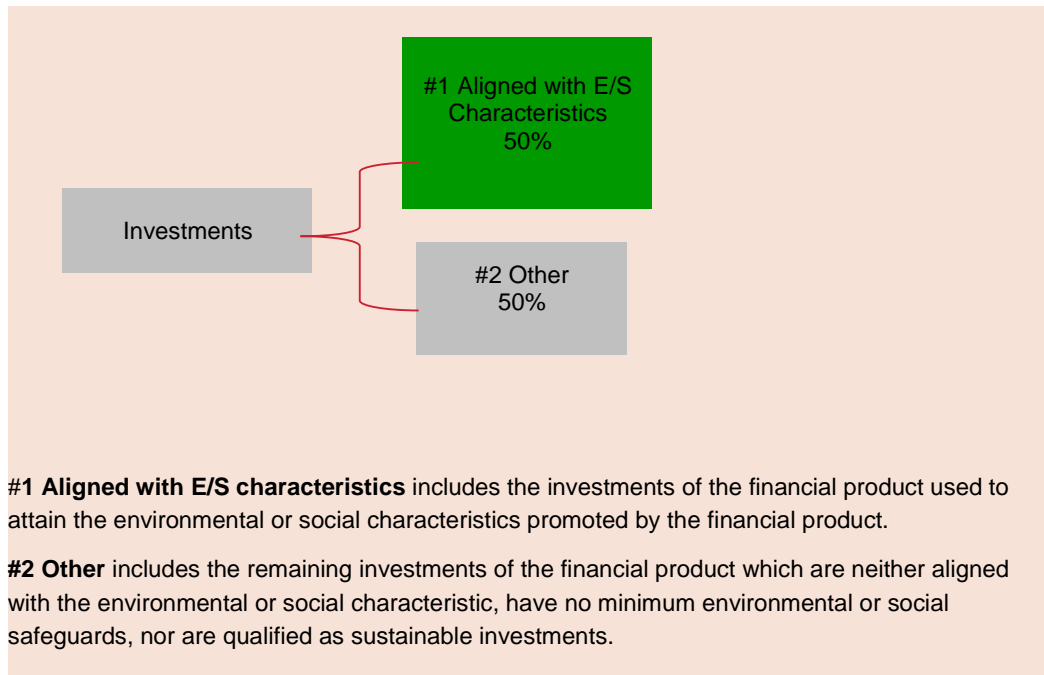 #1 Aligned with E/S
Characteristics
50%
Investments
#2 Other
50%
#1 Aligned with E/S characteristics includes the investments of the financial product used to
attain the environmental or social characteristics promoted by the financial product.
#2 Other includes the remaining investments of the financial product which are neither aligned
with the environmental or social characteristic, have no minimum environmental or social
safeguards, nor are qualified as sustainable investments.